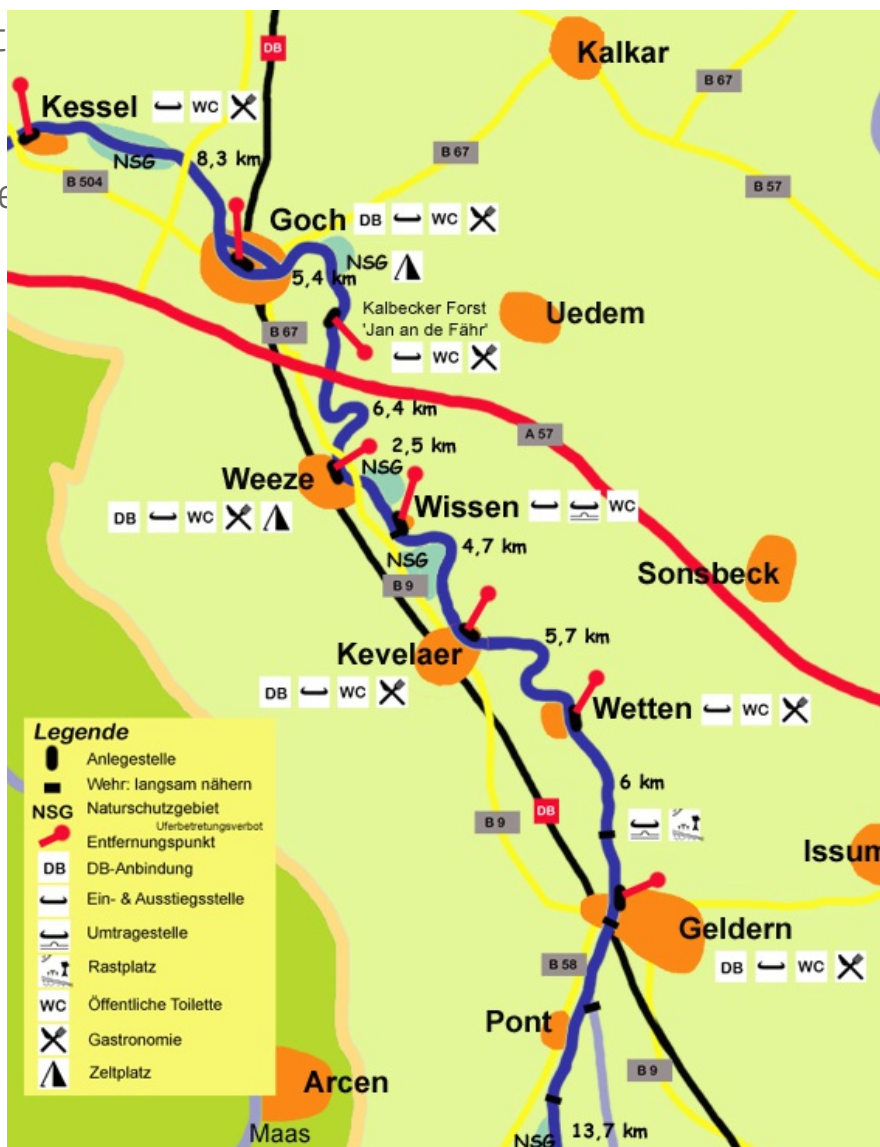 DB
Kalkar
B 67
Kessel WC
NSG
8,3 km
B 67
B 504
B 57
Goch DB WC
5,4 km
NSG
Kalbecker Forst
'Jan an de Fähr'
Uedem
B 67
WC
6,4 km
A 57
2,5 km
NSG
Weeze
DB WC
Wissen WC
4,7 km
NSG
B 9
Sonsbeck
5,7 km
Kevelaer
DB WC
Wetten WC
6 km
DB
B 9
Issum
Geldern
DB WC
B 58
Pont
B 9
13,7 km
NSG
Arcen
Maas
Legende
Anlegestelle
Wehr: langsam nähern
NSG Naturschutzgebiet
Uferbetretungsverbot
Entfernungspunkt
DB DB-Anbindung
Ein- & Ausstiegsstelle
Umtragestelle
Rastplatz
WC Öffentliche Toilette
Gastronomie
Zeltplatz